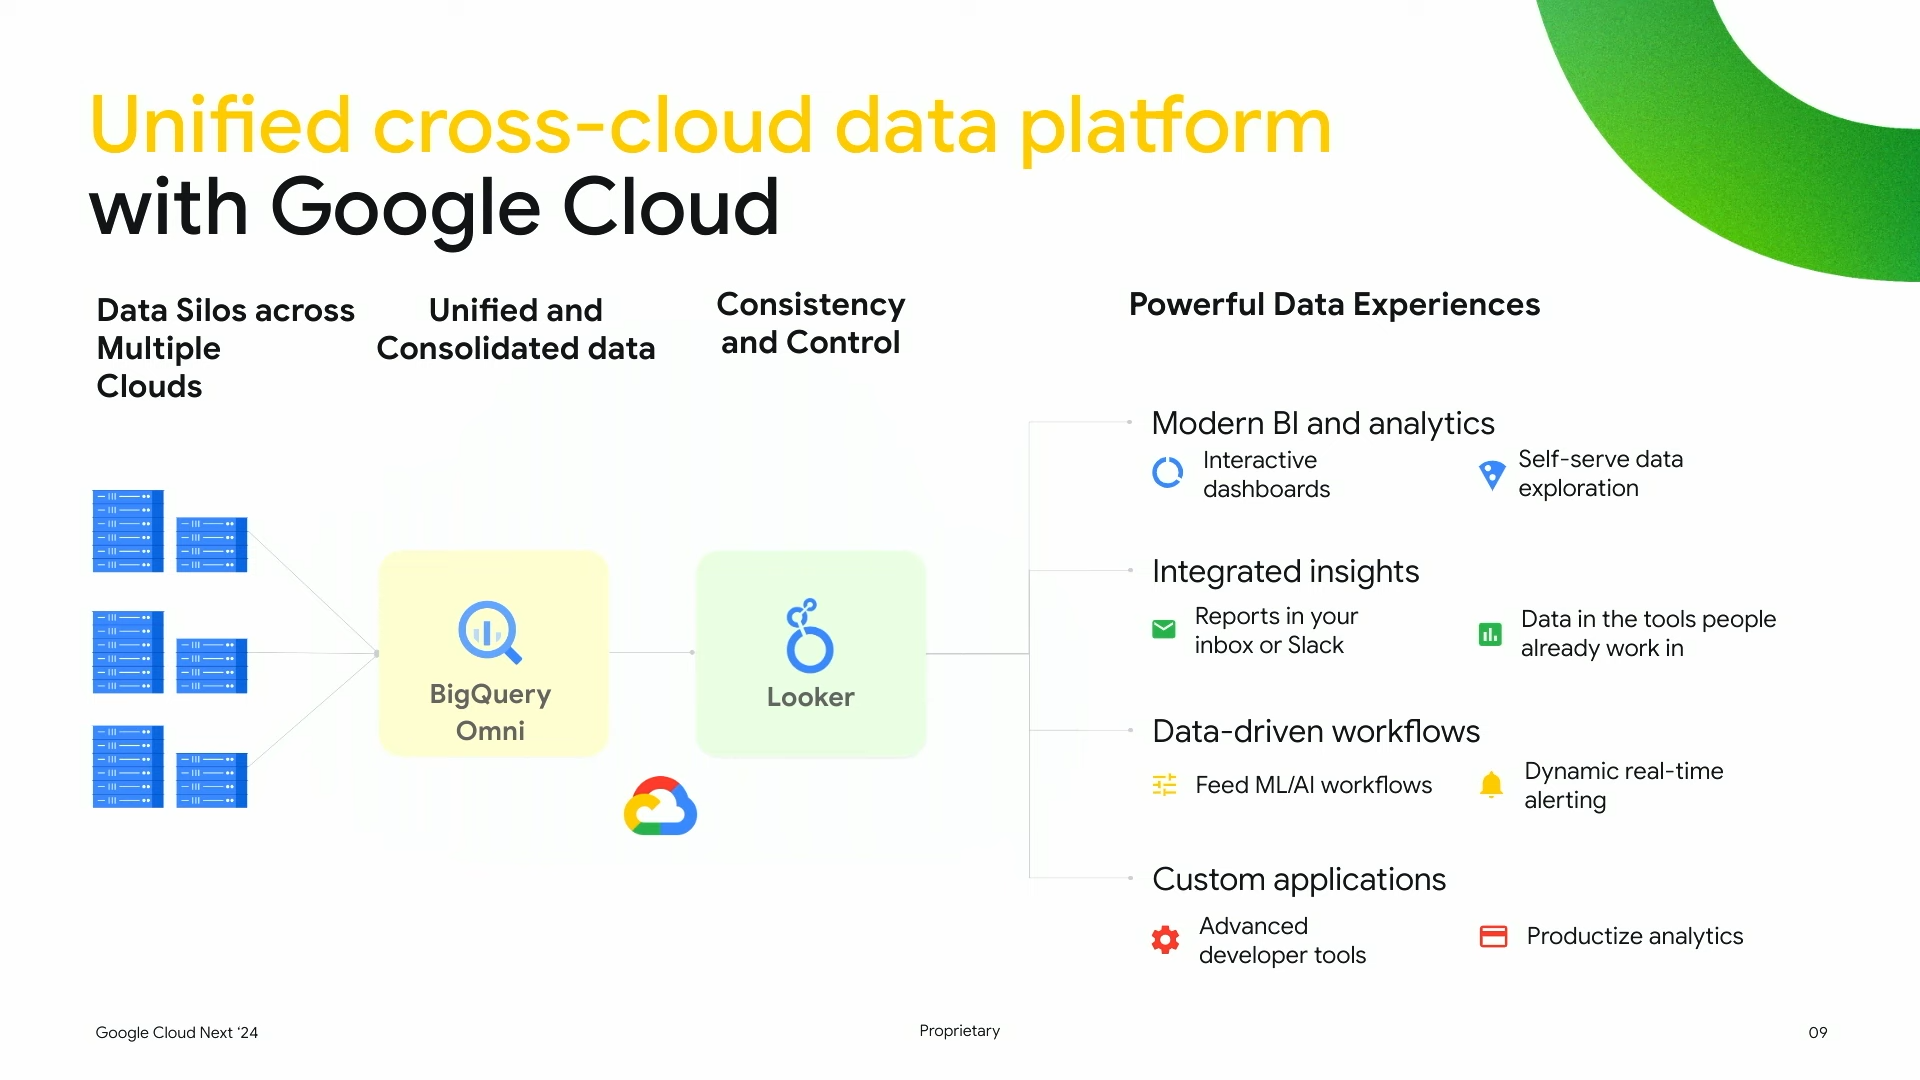 Unified cross-cloud data platform
with Google Cloud
Data Silos across
Multiple
Clouds
Unified and
Consolidated data
Consistency
and Control
Powerful Data Experiences
BigQuery
Omni
Looker
Modern BI and analytics
Interactive
dashboards
Self-serve data
exploration
Integrated insights
Reports in your
inbox or Slack
Data in the tools people
already work in
Data-driven workflows
Feed ML/AI workflows
Dynamic real-time
alerting
Custom applications
Advanced
developer tools
Productize analytics
Google Cloud Next ‘24
Proprietary
09